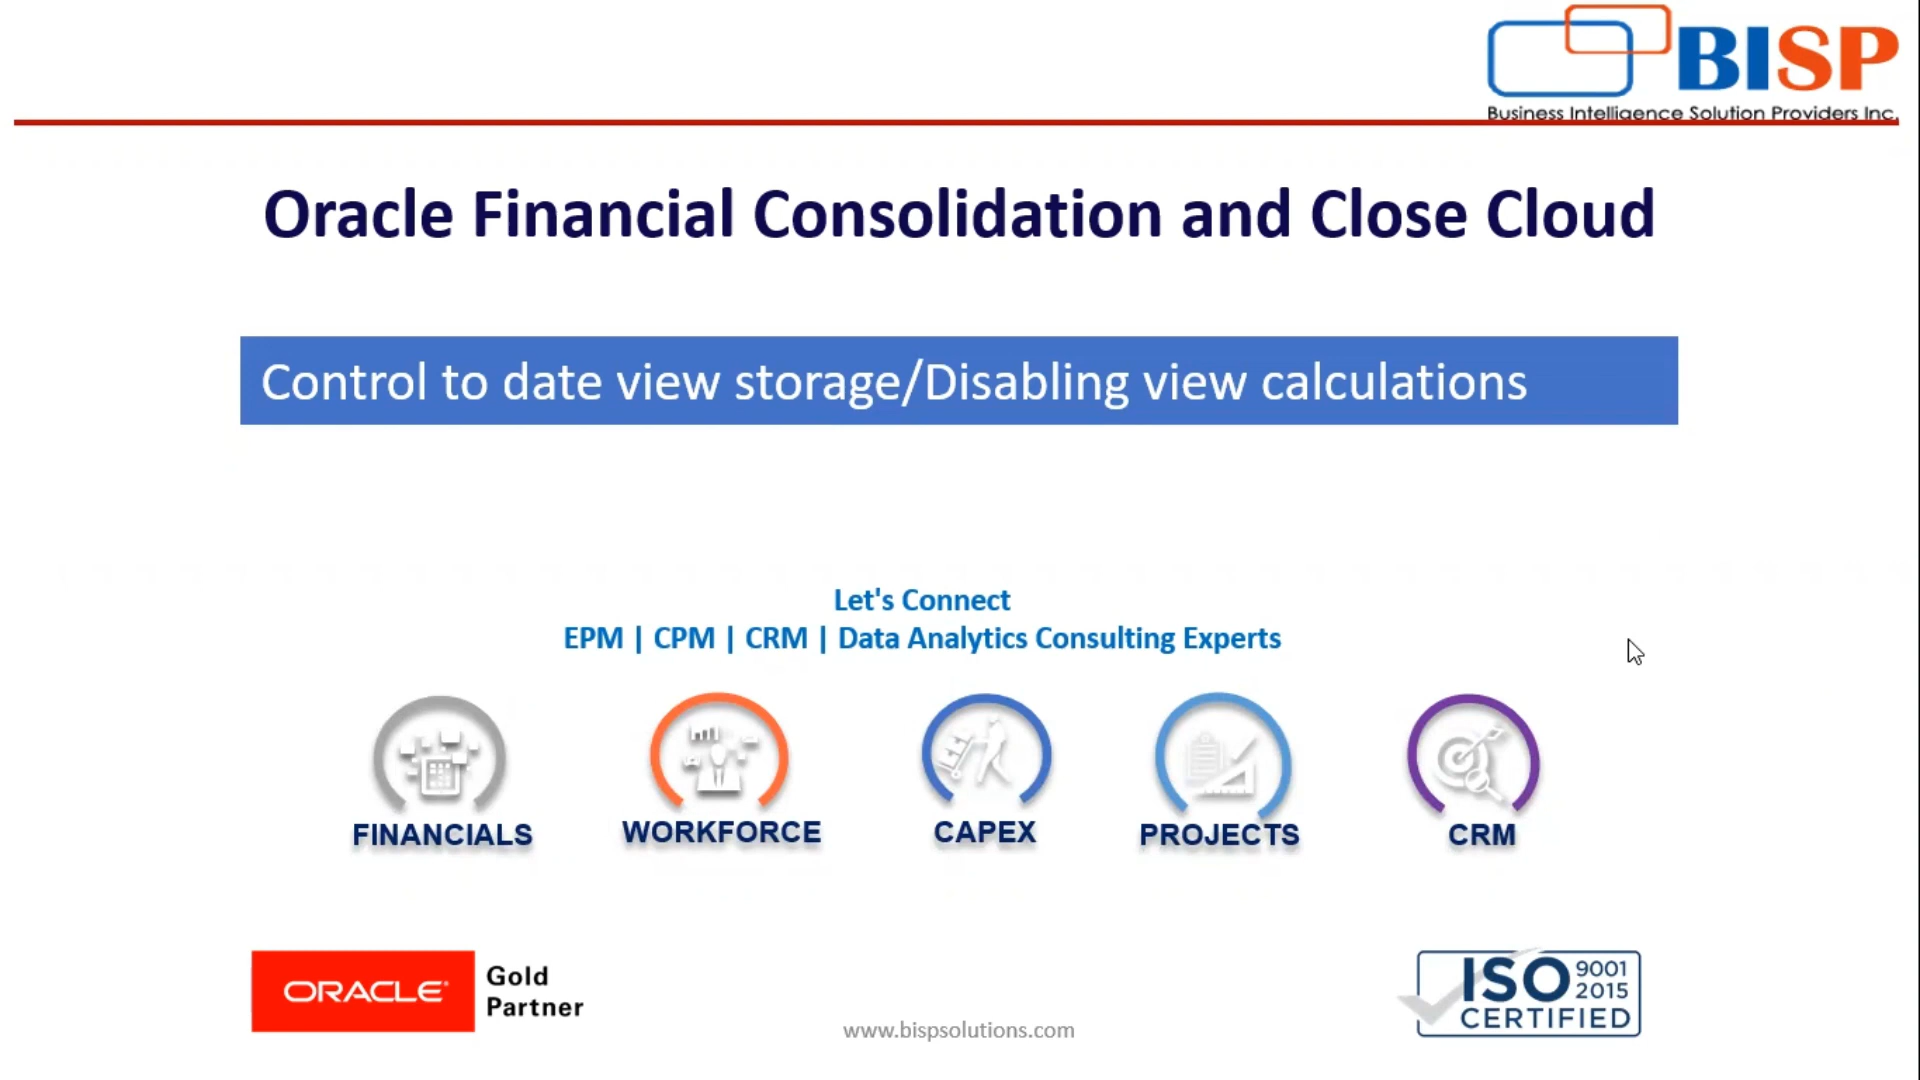 BISP
Business Intelligence Solution Providers Inc.
Oracle Financial Consolidation and Close Cloud
Control to date view storage/Disabling view calculations
Let's Connect
EPM | CPM | CRM | Data Analytics Consulting Experts
FINANCIALS
WORKFORCE
CAPEX
PROJECTS
CRM
ORACLE
Gold
Partner
www.bispsolutions.com
ISO 9001
2015
CERTIFIED